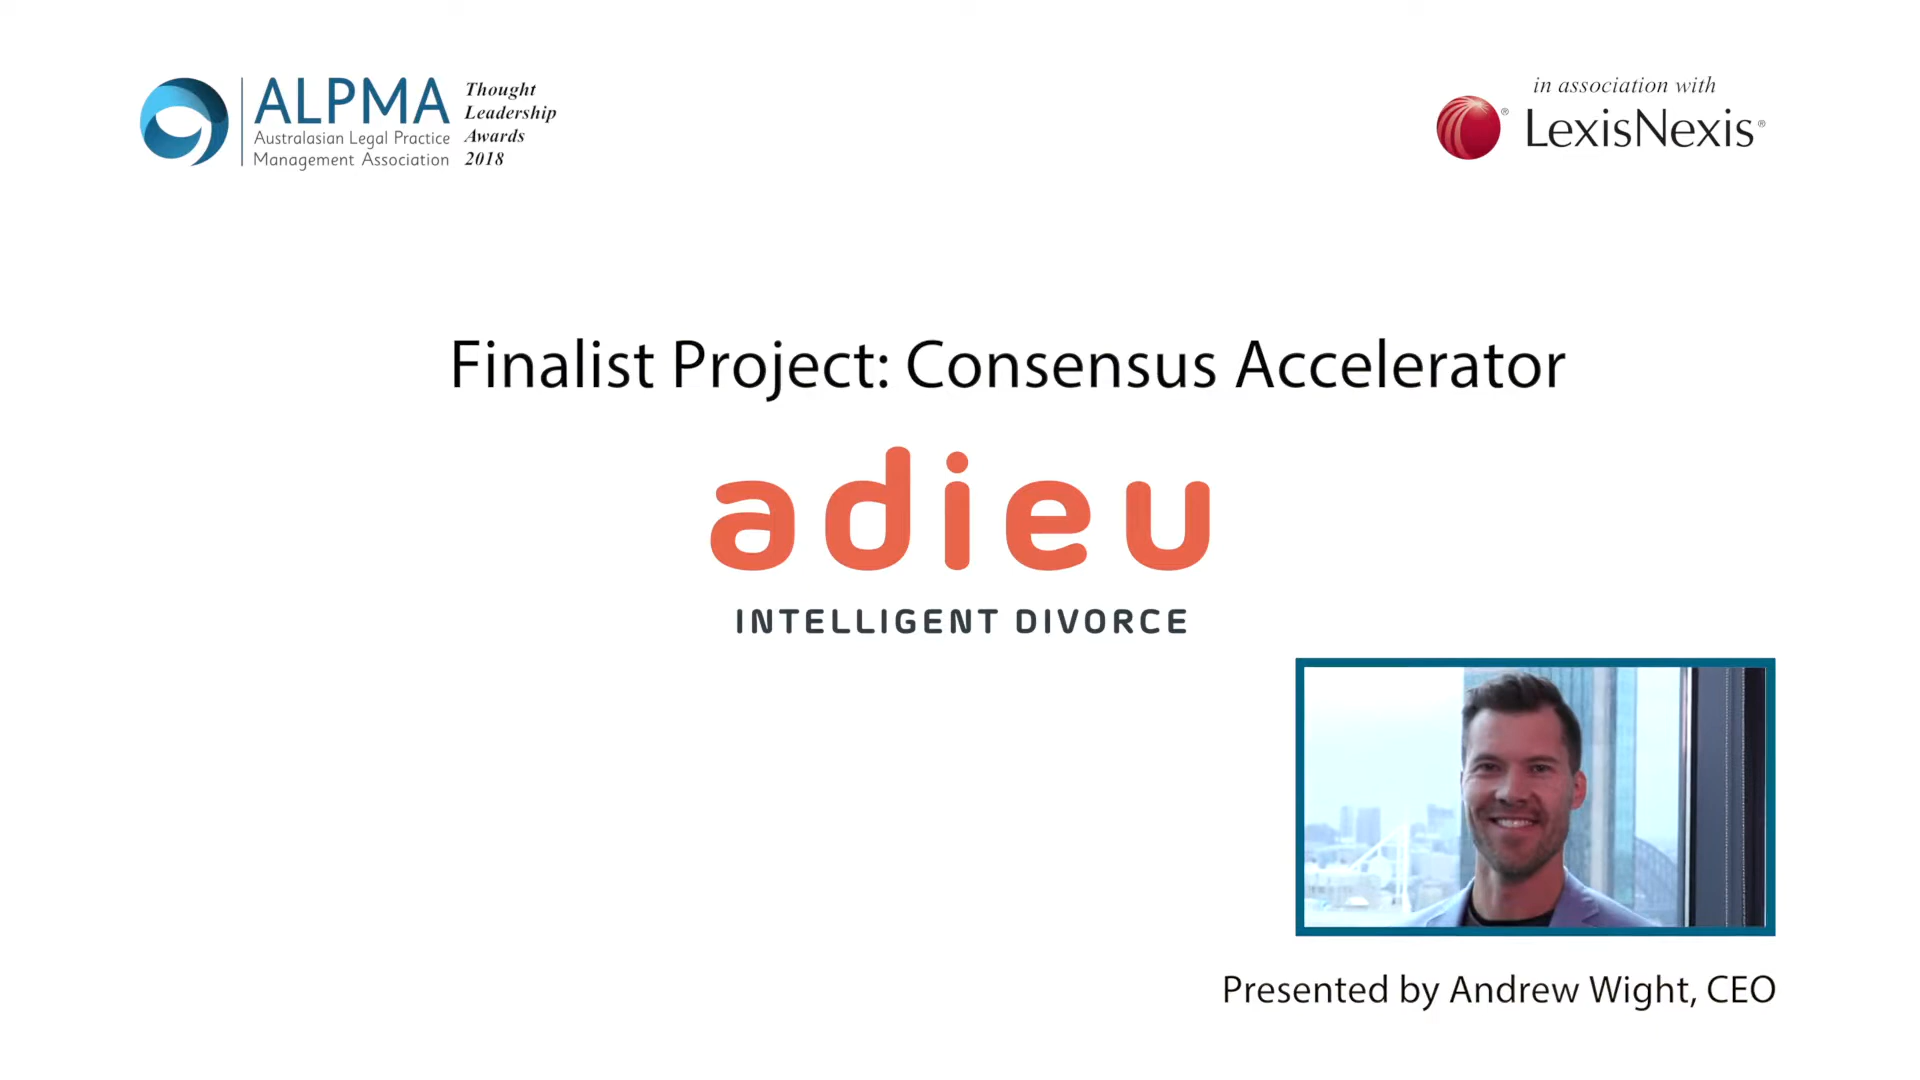 ALPMA
Australasian Legal Practice
Management Association
Thought
Leadership
Awards
2018
in association with
LexisNexis®
Finalist Project: Consensus Accelerator
adieu
INTELLIGENT DIVORCE
Presented by Andrew Wight, CEO